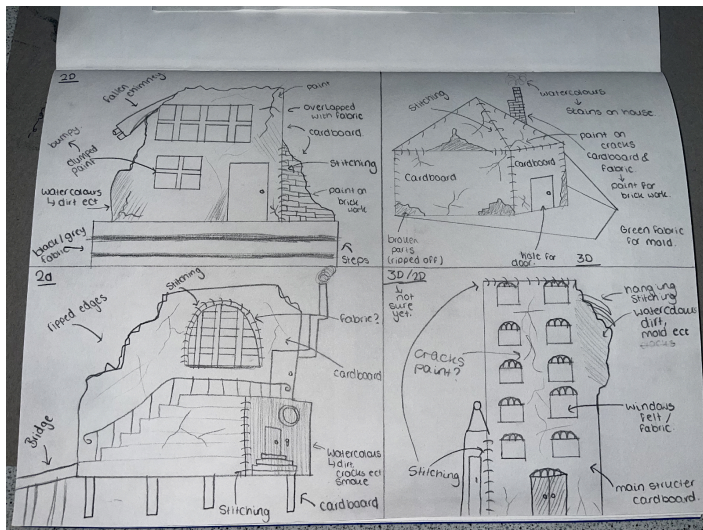 2D
fallen chimney
paint
overlapped
with fabric
cardboard
bumpy
clumped
paint
Stitching
paint on
brick
work
watercolours
↳ dirt ect
black/grey
fabric
Steps
watercolours
Stains on house.
Stitching
paint on
cracks
cardboard &
fabric
paint for
brick work.
Cardboard
Cardboard
broken
parts
(ripped off)
hole for
door.
Green fabric
for mold.
3D
2d
Stitching
ripped edges
fabric?
cardboard
Bridge
watercolours
↳ dirt,
cracks ect
smoke
Stitching
cardboard
3D/2D
not
sure
yet.
hanging
Stitching
watercolours
dirt,
mold ect
cracks
cracks
paint?
windows
felt/
fabric.
Stitching
main structer
cardboard.